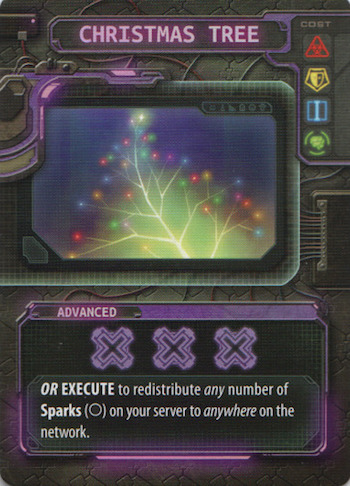 CHRISTMAS TREE
COST
ADVANCED
OR EXECUTE to redistribute any number of
Sparks (○) on your server to anywhere on the
network.